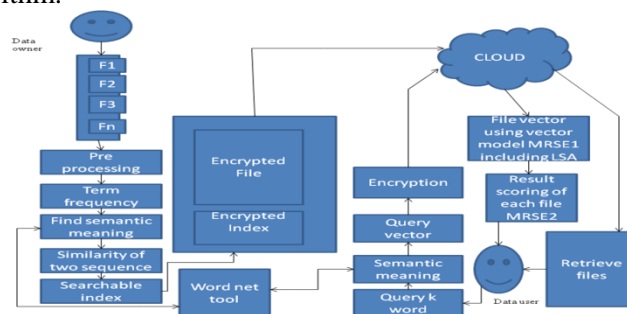 Data
owner
F1
F2
F3
Fn
Pre
processing
Term
frequency
Find semantic
meaning
Similarity of
two sequence
Searchable
index
Encrypted
File
Encrypted
Index
Word net
tool
CLOUD
Encryption
Query
vector
Semantic
meaning
Query k
word
File vector
using vector
model MRSE1
including LSA
Result
scoring of
each file
MRSE2
Data user
Retrieve
files